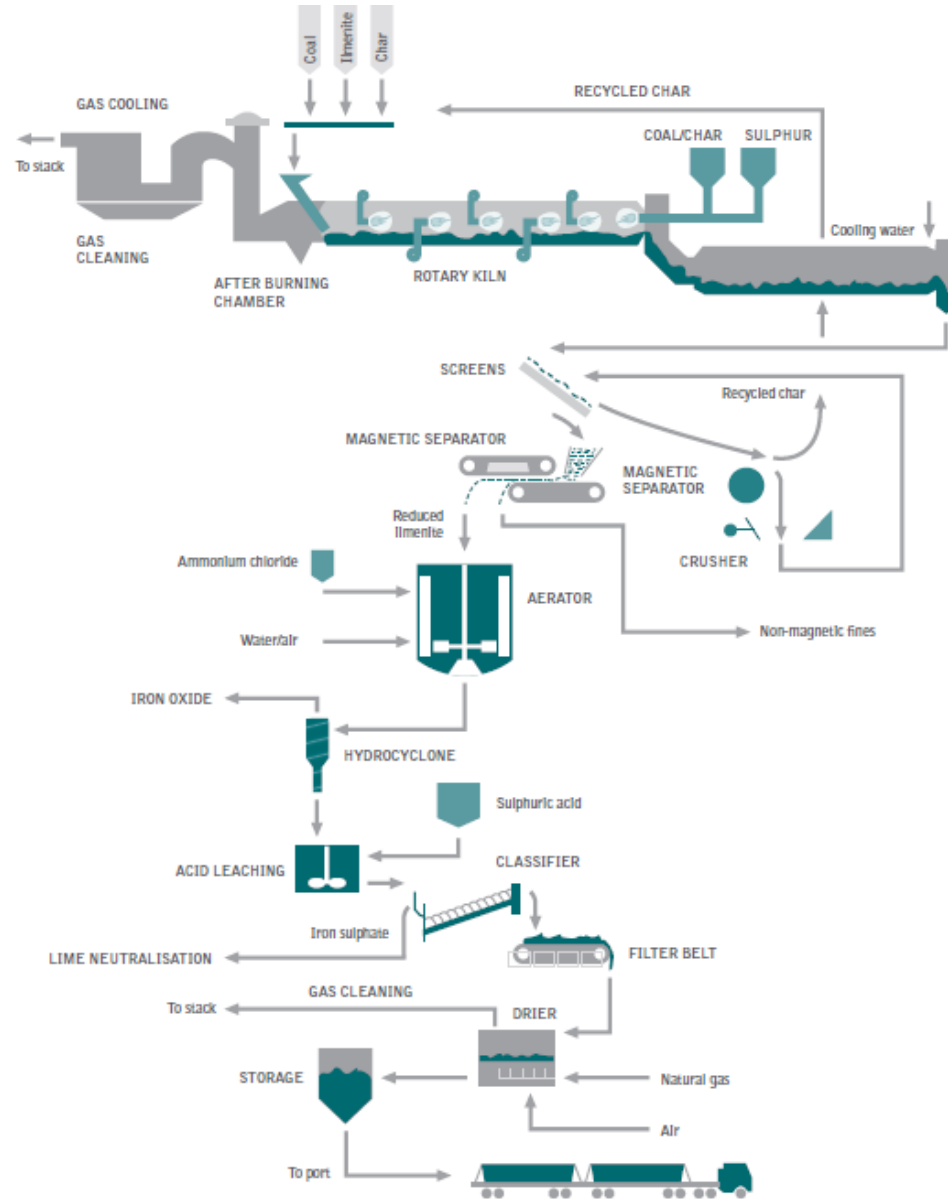 Coal
Ilmenite
Char
RECYCLED CHAR
GAS COOLING
COAL/CHAR
SULPHUR
To stack
Cooling water
GAS
CLEANING
AFTER BURNING
CHAMBER
ROTARY KILN
SCREENS
Recycled char
MAGNETIC SEPARATOR
MAGNETIC
SEPARATOR
Reduced
ilmenite
CRUSHER
Ammonium chloride
AERATOR
Water/air
Non-magnetic fines
IRON OXIDE
HYDROCYCLONE
Sulphuric acid
ACID LEACHING
CLASSIFIER
Iron sulphate
LIME NEUTRALISATION
FILTER BELT
GAS CLEANING
To stack
DRIER
STORAGE
Natural gas
Air
To port